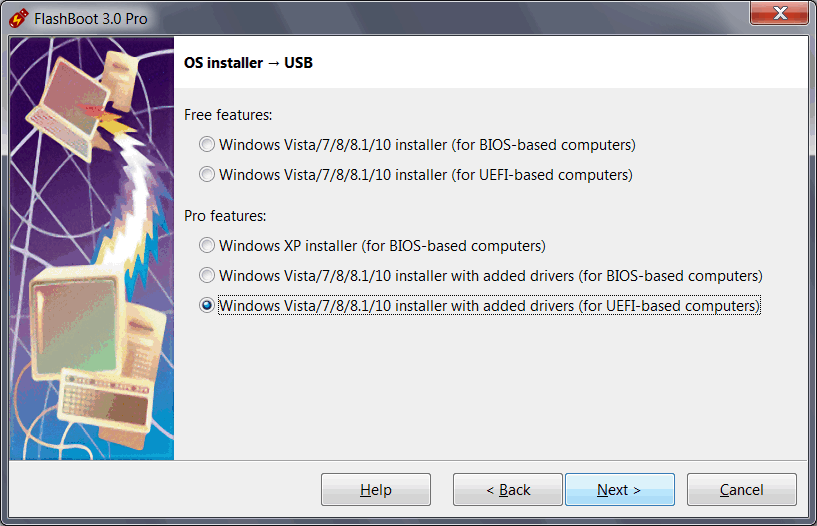 FlashBoot 3.0 Pro
OS installer → USB
Free features:
Windows Vista/7/8/8.1/10 installer (for BIOS-based computers)
Windows Vista/7/8/8.1/10 installer (for UEFI-based computers)
Pro features:
Windows XP installer (for BIOS-based computers)
Windows Vista/7/8/8.1/10 installer with added drivers (for BIOS-based computers)
Windows Vista/7/8/8.1/10 installer with added drivers (for UEFI-based computers)
Help
< Back
Next >
Cancel